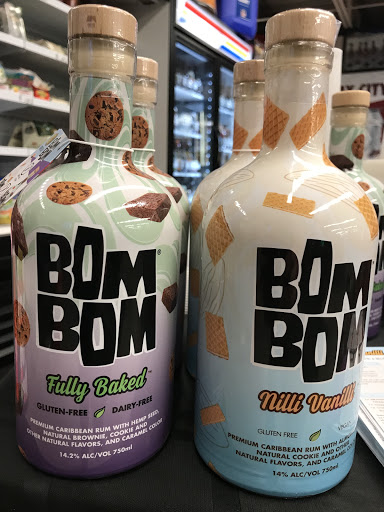 BOM
BOM®
Fully Baked
GLUTEN-FREE DAIRY-FREE
PREMIUM CARIBBEAN RUM WITH HEMP SEED,
NATURAL BROWNIE, COOKIE AND
OTHER NATURAL FLAVORS, AND CARAMEL COLOR
14.2% ALC/VOL 750ml
BOM
BOM
Nilli Vanilli
GLUTEN FREE
PREMIUM CARIBBEAN RUM WITH
NATURAL COOKIE AND OTHER
NATURAL FLAVORS, AND CARAMEL
14% ALC/VOL 750ml